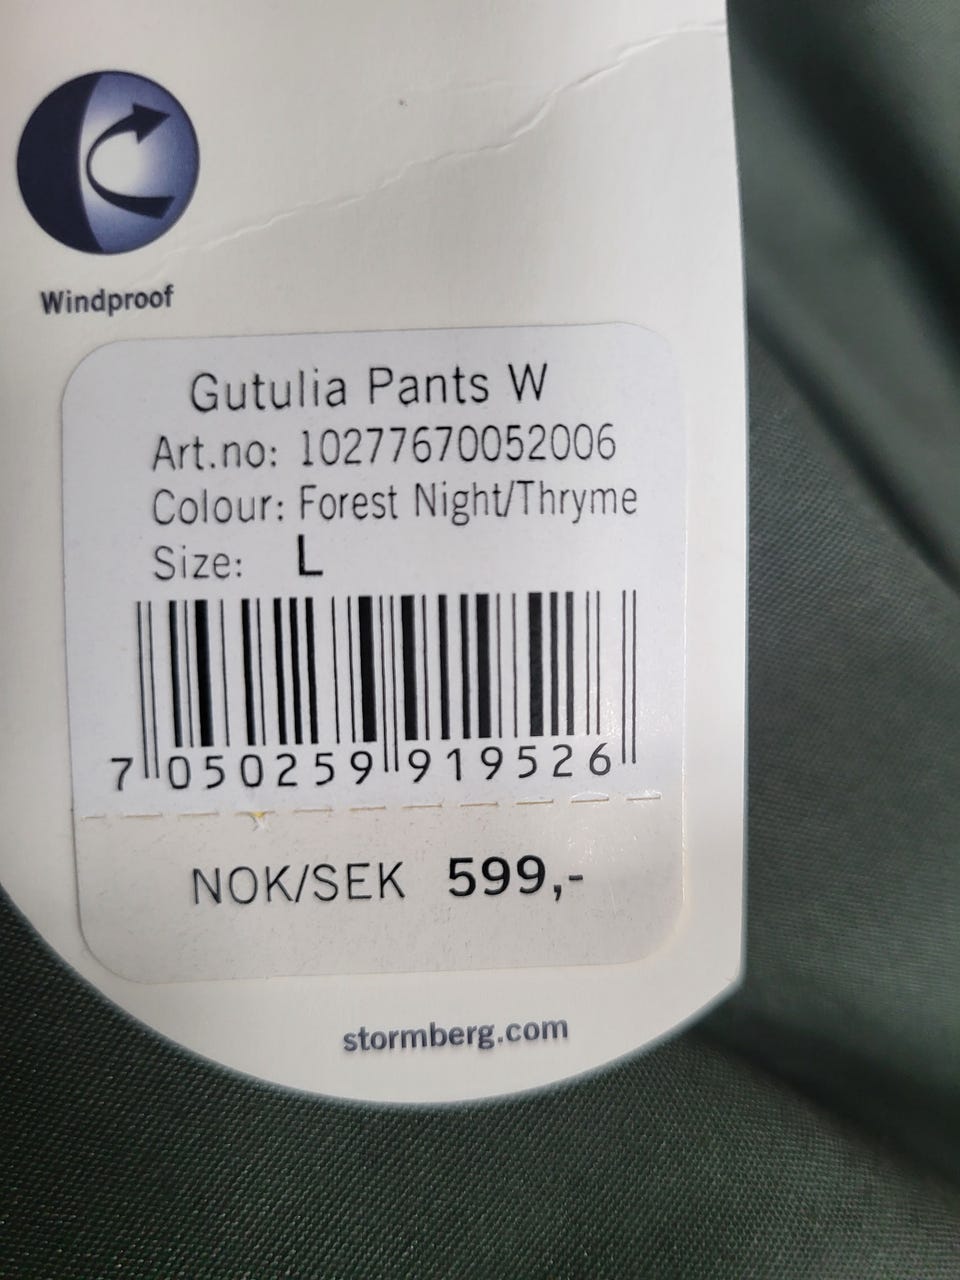 Windproof
Gutulia Pants W
Art.no: 10277670052006
Colour: Forest Night/Thryme
Size: L
7 050259 919526
NOK/SEK 599,-
stormberg.com